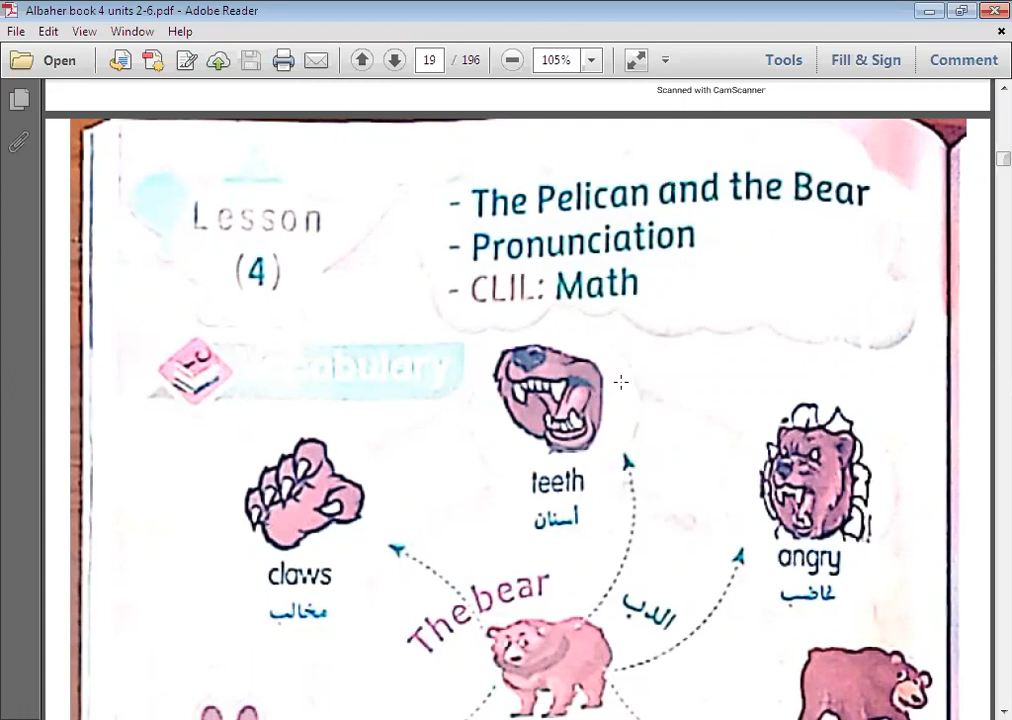 Albaher book 4 units 2-6.pdf - Adobe Reader
File Edit View Window Help
Open 19 / 196 105% Tools Fill & Sign Comment
Scanned with CamScanner
Lesson
(4)
- The Pelican and the Bear
- Pronunciation
- CLIL: Math
Vocabulary
teeth
أسنان
angry
غاضب
claws
مخالب
The bear
الدب